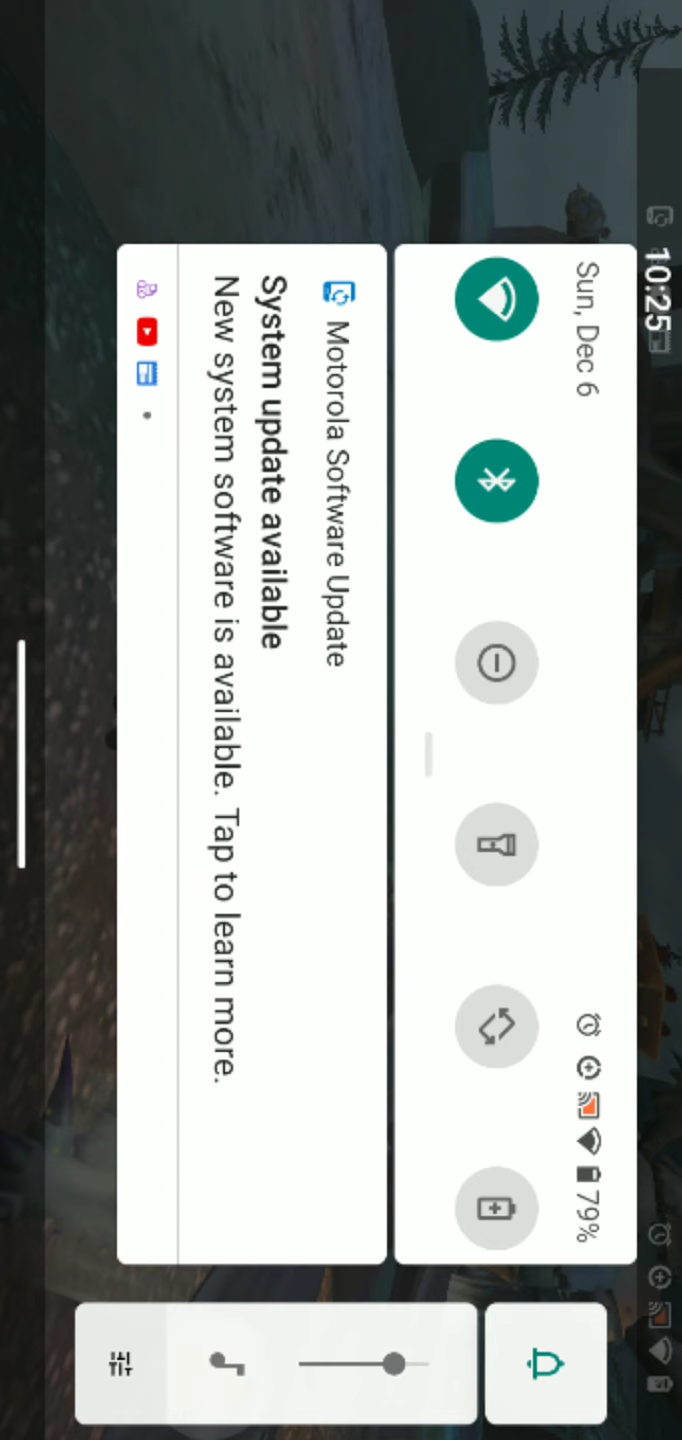 10:25
Sun, Dec 6
79%
Motorola Software Update
System update available
New system software is available. Tap to learn more.